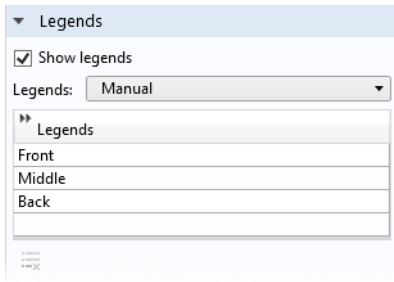 Legends
Show legends
Legends: Manual
Legends
Front
Middle
Back